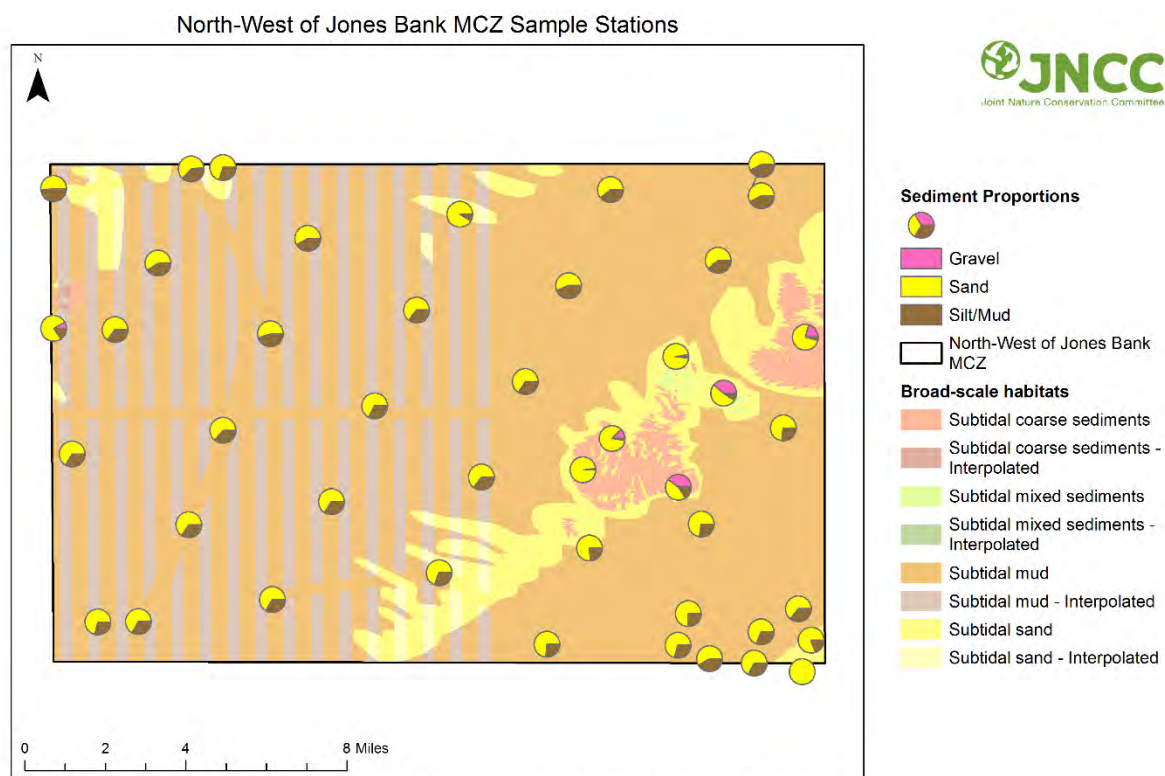 North-West of Jones Bank MCZ Sample Stations
N
JNCC
Joint Nature Conservation Committee
Sediment Proportions
Gravel
Sand
Silt/Mud
North-West of Jones Bank
MCZ
Broad-scale habitats
Subtidal coarse sediments
Subtidal coarse sediments -
Interpolated
Subtidal mixed sediments
Subtidal mixed sediments -
Interpolated
Subtidal mud
Subtidal mud - Interpolated
Subtidal sand
Subtidal sand - Interpolated
0 2 4 8 Miles